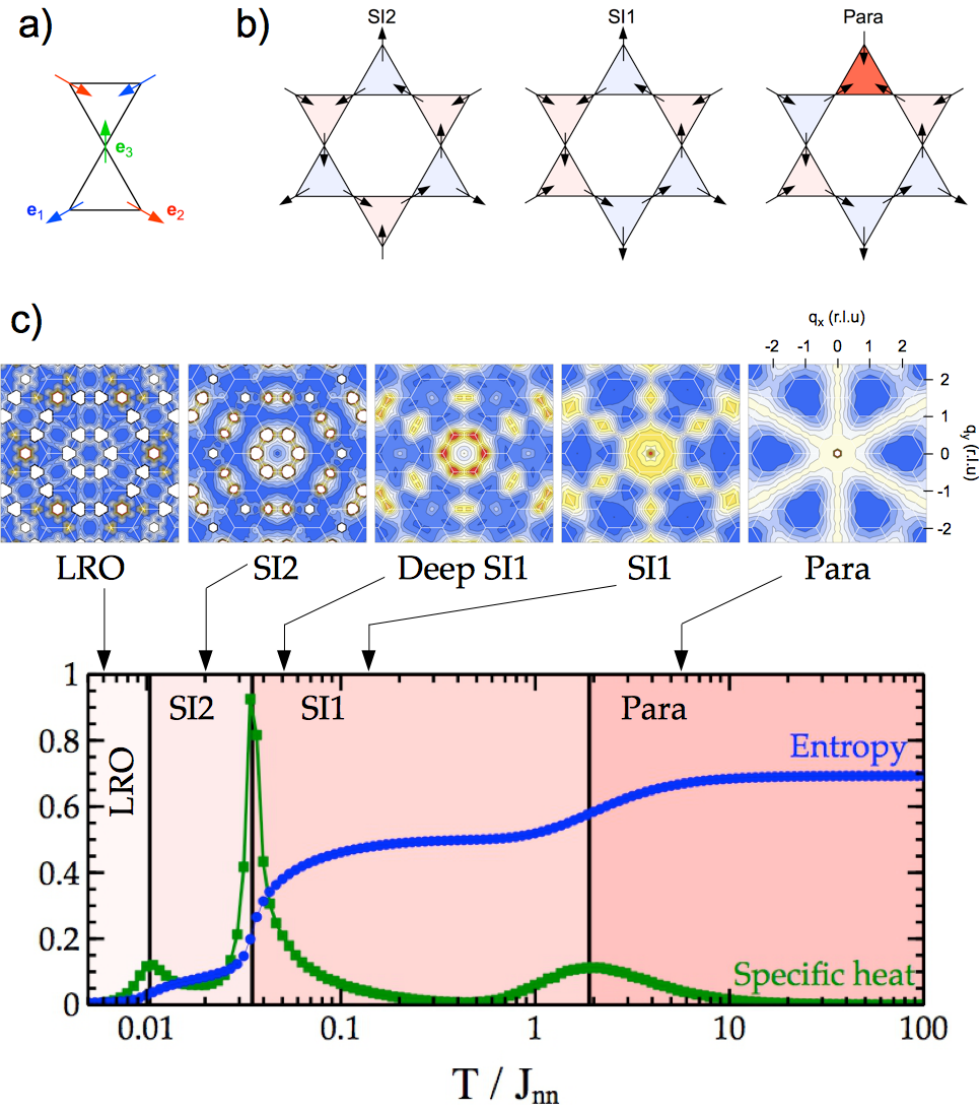 a)
b)
SI2
SI1
Para
e3
e1
e2
c)
qx (r.l.u)
-2 -1 0 1 2
2
1
0
-1
-2
qy(r.l.u)
LRO
SI2
Deep SI1
SI1
Para
1
0.8
0.6
0.4
0.2
0
LRO
SI2
SI1
Para
Entropy
Specific heat
0.01
0.1
1
10
100
T / Jnn